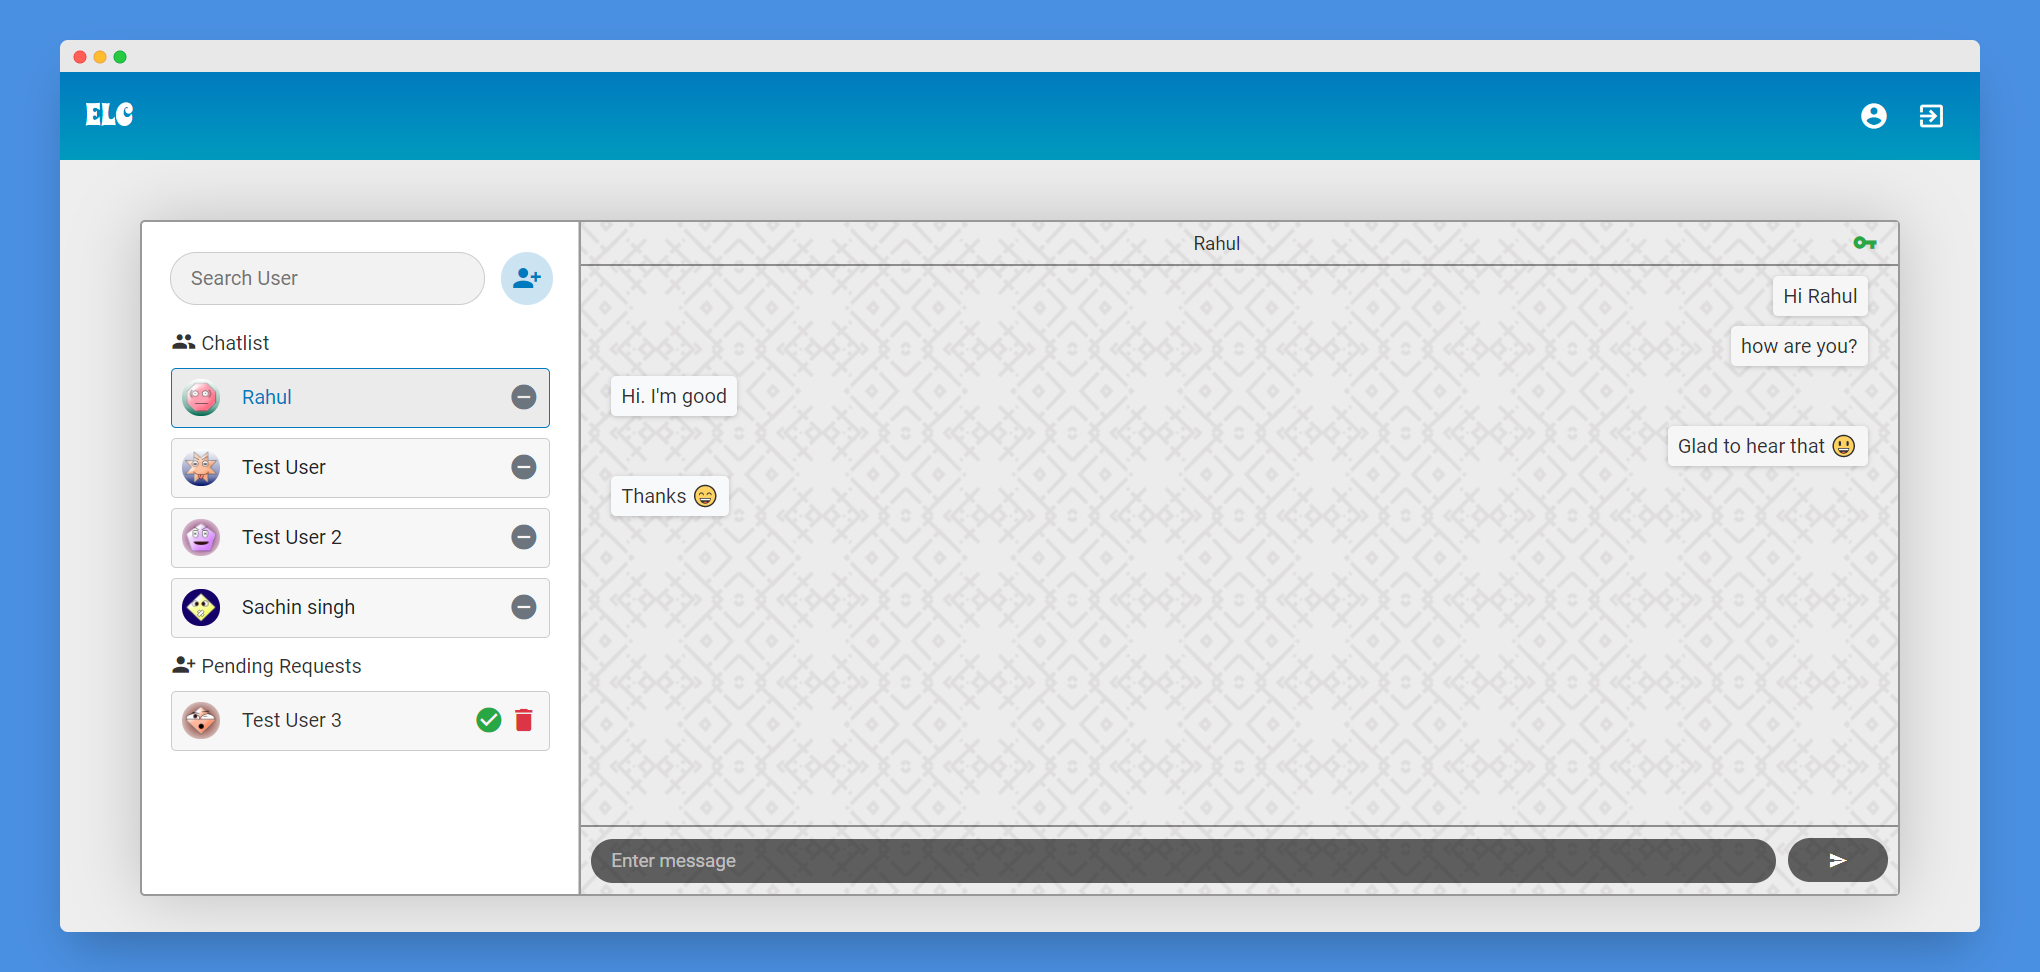 ELC
Search User
Chatlist
Rahul
Test User
Test User 2
Sachin singh
Pending Requests
Test User 3
Rahul
Hi Rahul
how are you?
Hi. I'm good
Glad to hear that 😃
Thanks 😄
Enter message